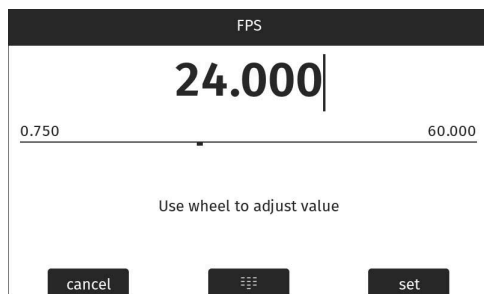 FPS
24.000
0.750 60.000
Use wheel to adjust value
cancel set